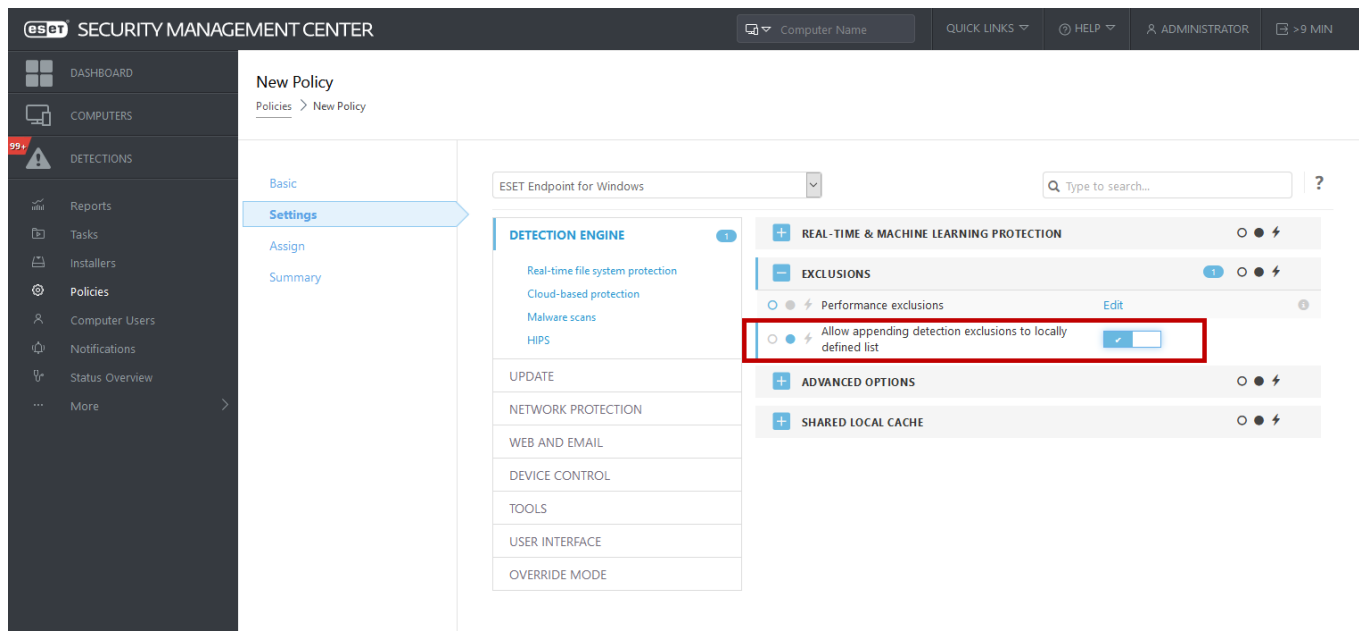 eset SECURITY MANAGEMENT CENTER
Computer Name
QUICK LINKS
HELP
ADMINISTRATOR
>9 MIN
DASHBOARD
COMPUTERS
99+
DETECTIONS
Reports
Tasks
Installers
Policies
Computer Users
Notifications
Status Overview
More
New Policy
Policies > New Policy
Basic
Settings
Assign
Summary
ESET Endpoint for Windows
Type to search...
?
DETECTION ENGINE 1
Real-time file system protection
Cloud-based protection
Malware scans
HIPS
UPDATE
NETWORK PROTECTION
WEB AND EMAIL
DEVICE CONTROL
TOOLS
USER INTERFACE
OVERRIDE MODE
REAL-TIME & MACHINE LEARNING PROTECTION
EXCLUSIONS 1
Performance exclusions Edit
Allow appending detection exclusions to locally
defined list
ADVANCED OPTIONS
SHARED LOCAL CACHE